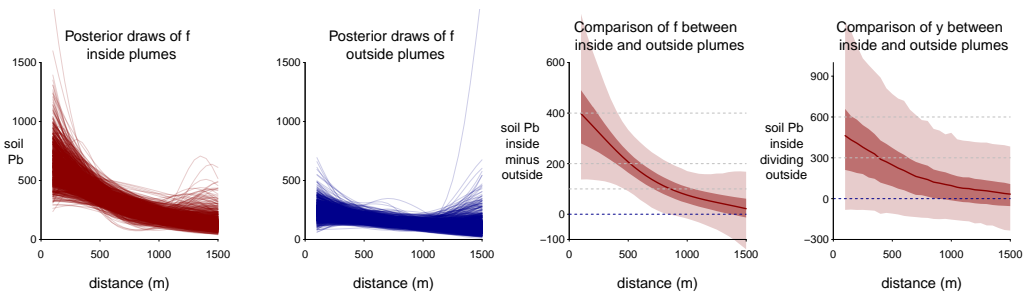 Posterior draws of f
inside plumes
soil
Pb
1500
1000
500
0
0 500 1000 1500
distance (m)
Posterior draws of f
outside plumes
1500
1000
500
0
0 500 1000 1500
distance (m)
Comparison of f between
inside and outside plumes
soil Pb
inside
minus
outside
600
400
200
100
0
−100
0 500 1000 1500
distance (m)
Comparison of y between
inside and outside plumes
soil Pb
inside
dividing
outside
900
600
300
0
−300
0 500 1000 1500
distance (m)